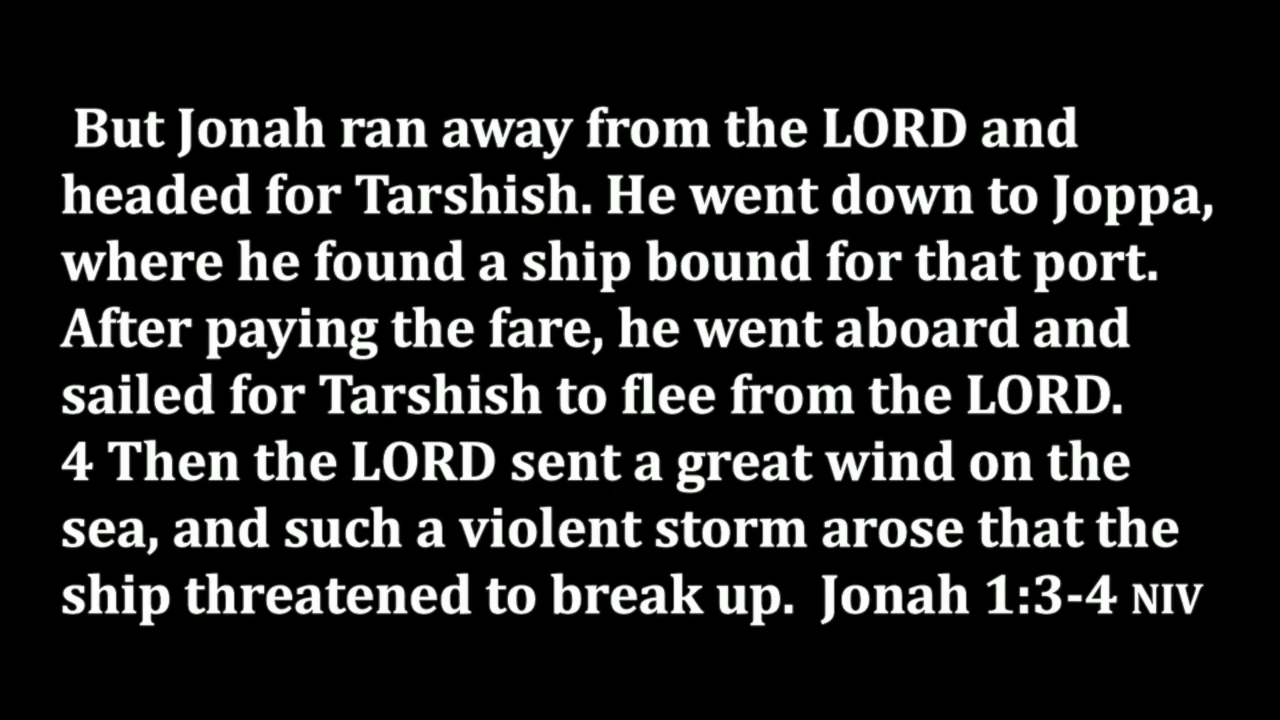 But Jonah ran away from the LORD and
headed for Tarshish. He went down to Joppa,
where he found a ship bound for that port.
After paying the fare, he went aboard and
sailed for Tarshish to flee from the LORD.
4 Then the LORD sent a great wind on the
sea, and such a violent storm arose that the
ship threatened to break up.  Jonah 1:3-4 NIV